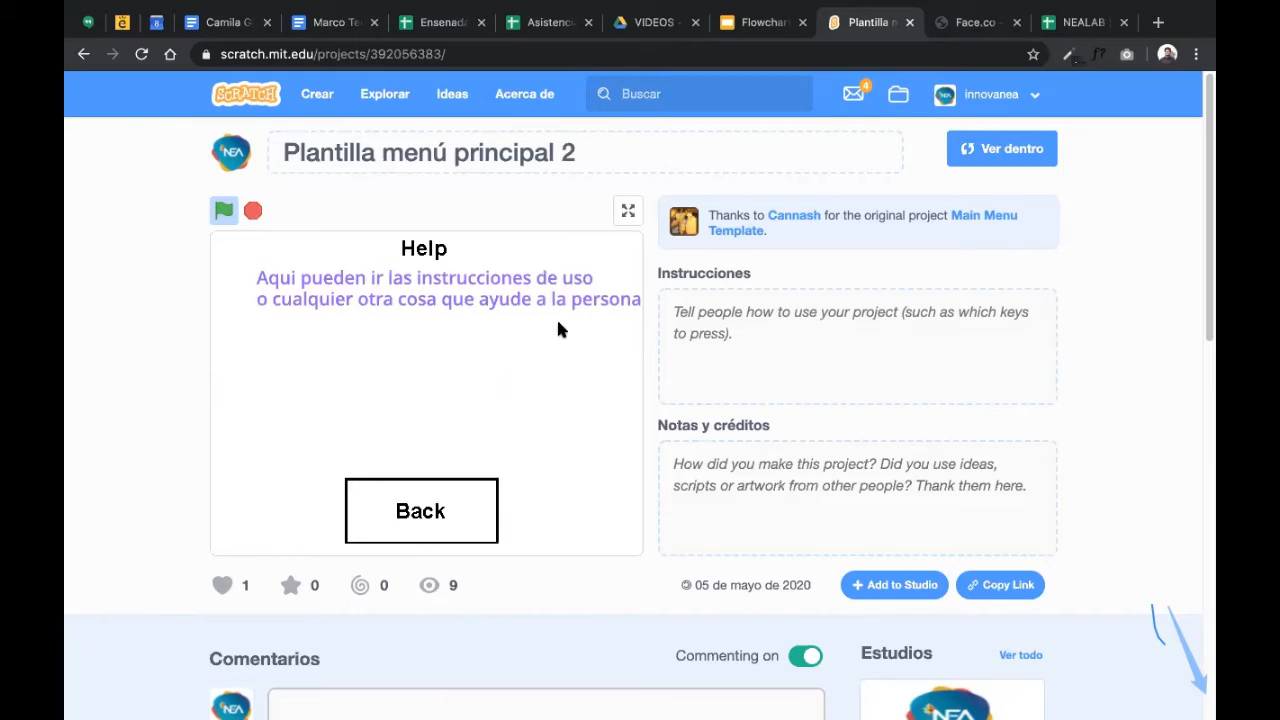 Camila G
Marco Te
Ensenad
Asistenc
VIDEOS -
Flowchar
Plantilla m
Face.co -
NEALAB
scratch.mit.edu/projects/392056383/
f?
SCRATCH
Crear
Explorar
Ideas
Acerca de
Buscar
4
innovanea
NEA
Plantilla menú principal 2
Ver dentro
Help
Aqui pueden ir las instrucciones de uso
o cualquier otra cosa que ayude a la persona
Back
Thanks to Cannash for the original project Main Menu
Template.
Instrucciones
Tell people how to use your project (such as which keys
to press).
Notas y créditos
How did you make this project? Did you use ideas,
scripts or artwork from other people? Thank them here.
1
0
0
9
05 de mayo de 2020
Add to Studio
Copy Link
Comentarios
Commenting on
Estudios
Ver todo
NEA
NEA